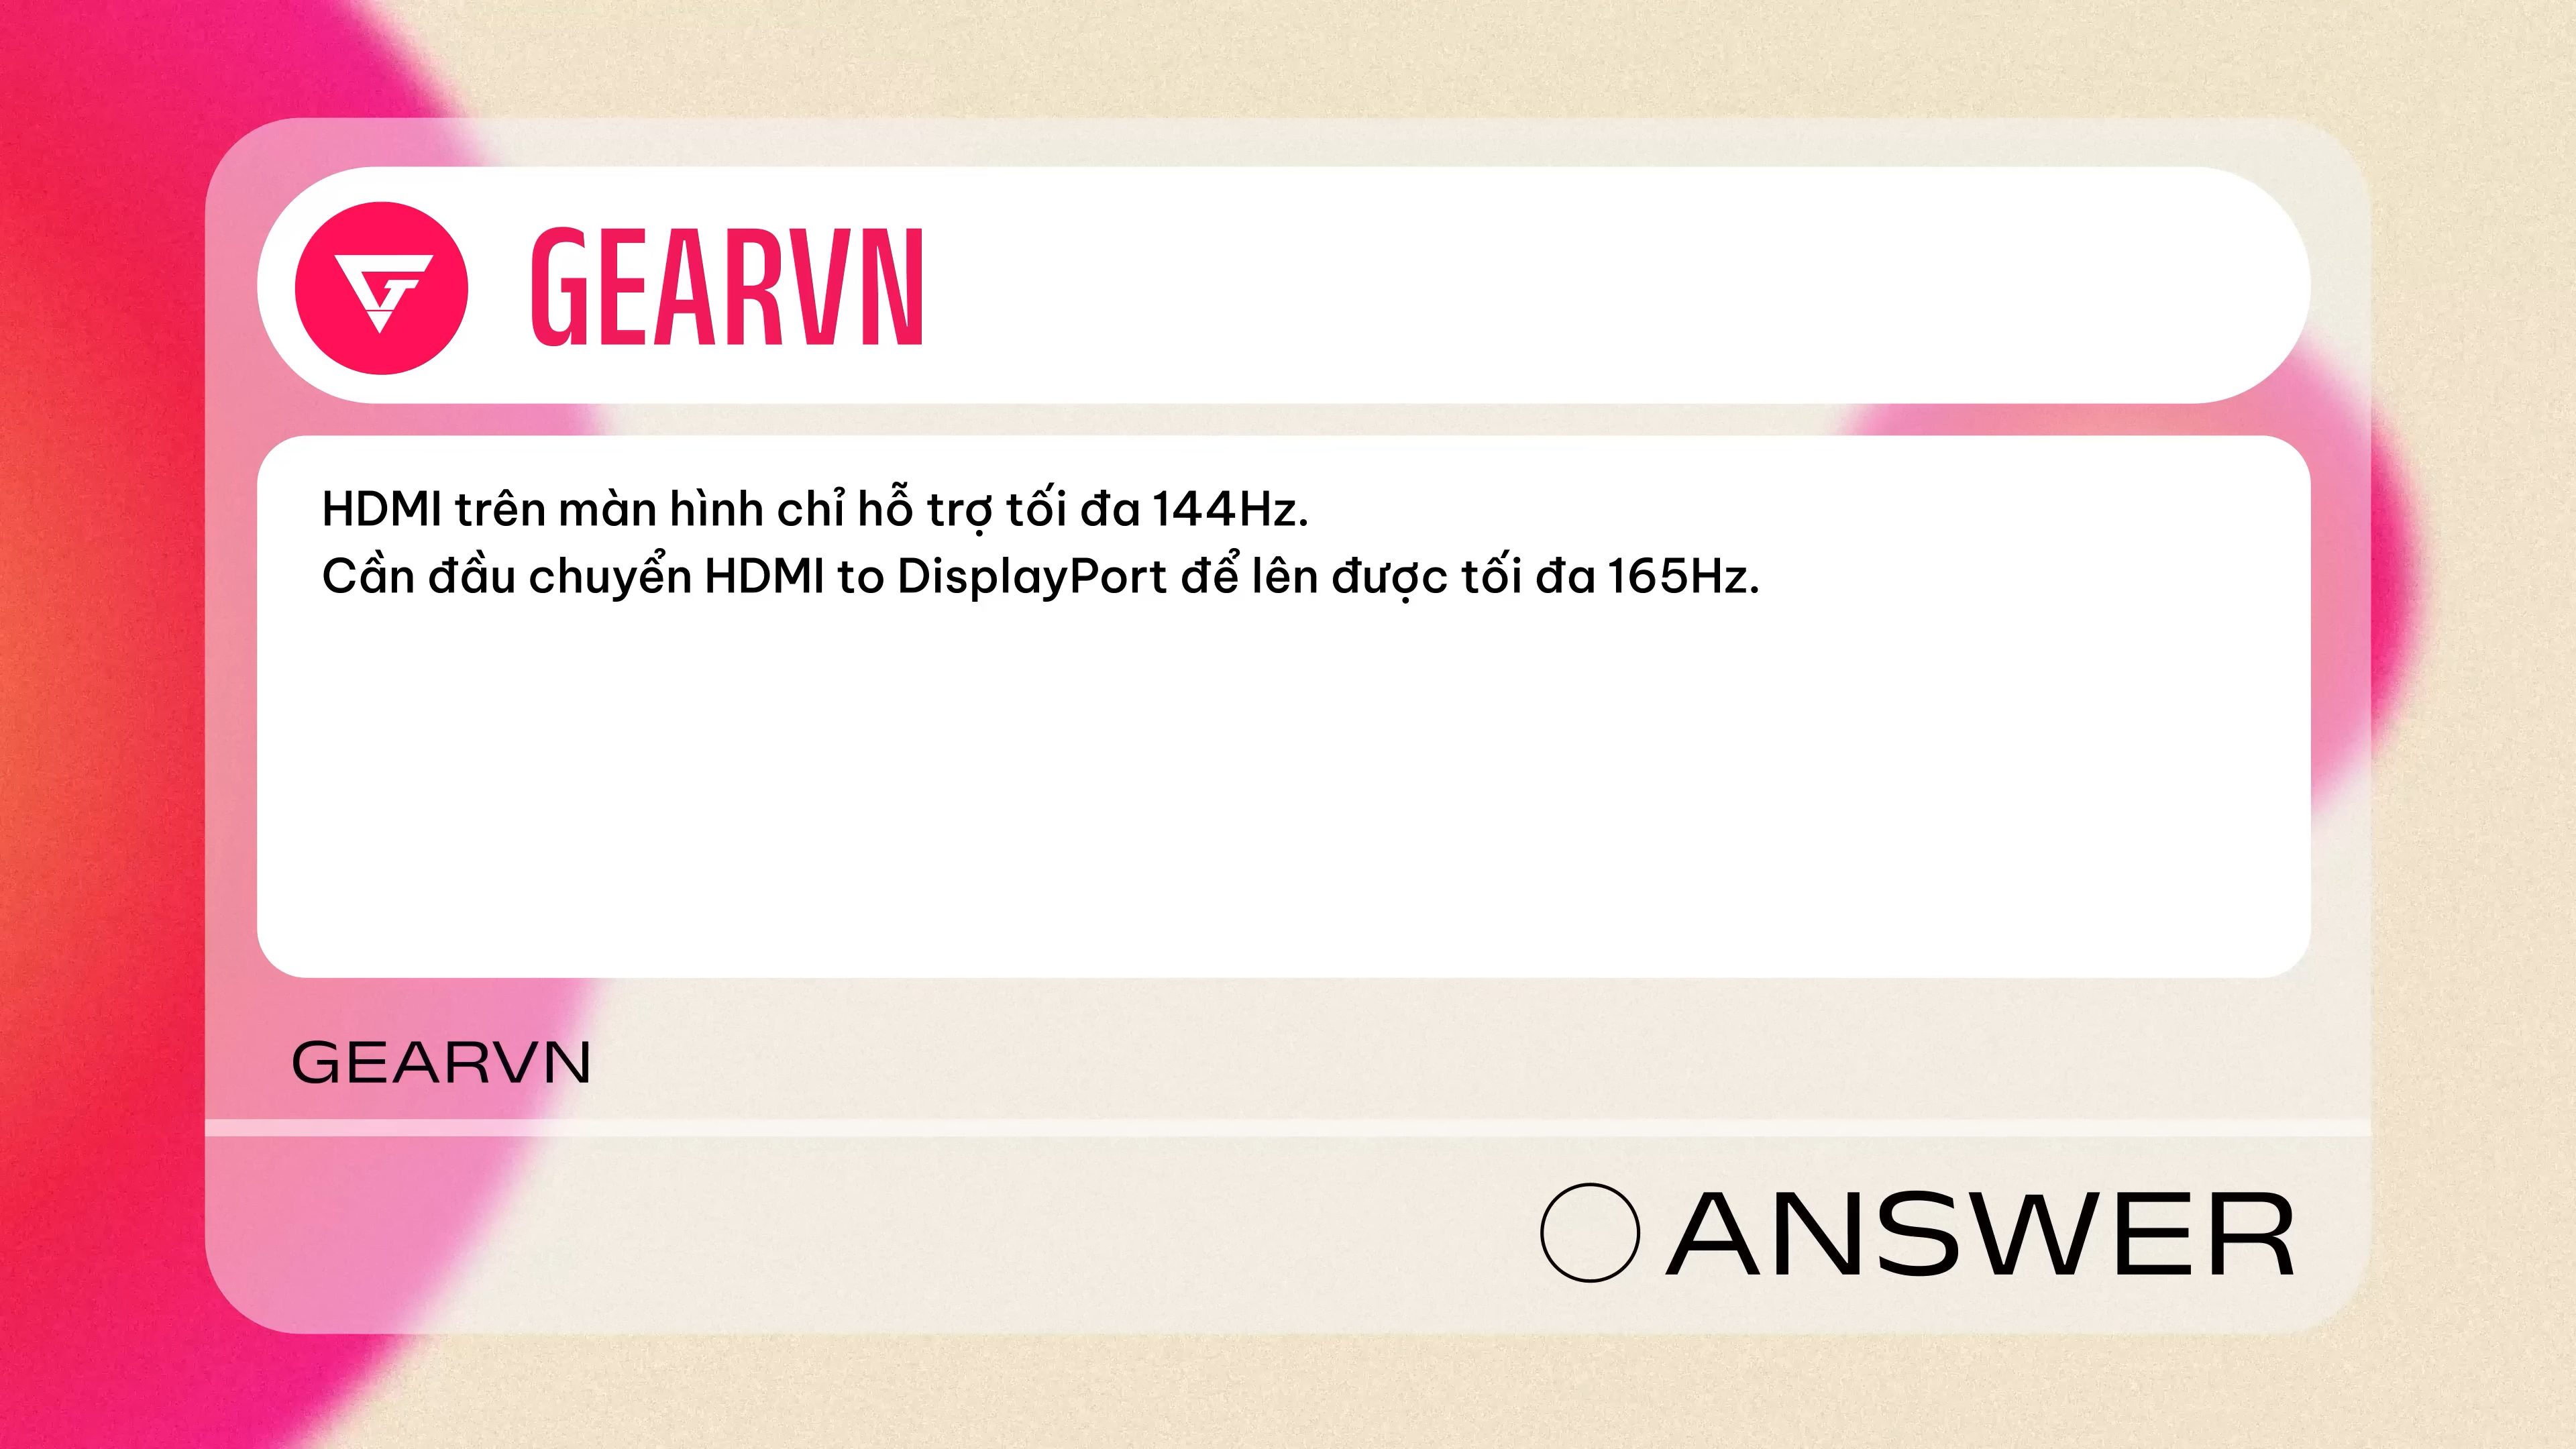 GEARVN
HDMI trên màn hình chỉ hỗ trợ tối đa 144Hz.
Cần đầu chuyển HDMI to DisplayPort để lên được tối đa 165Hz.
GEARVN
ANSWER